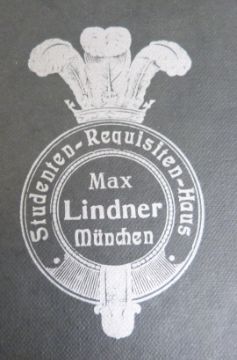 Studenten-Requisiten-Haus
Max
Lindner
München